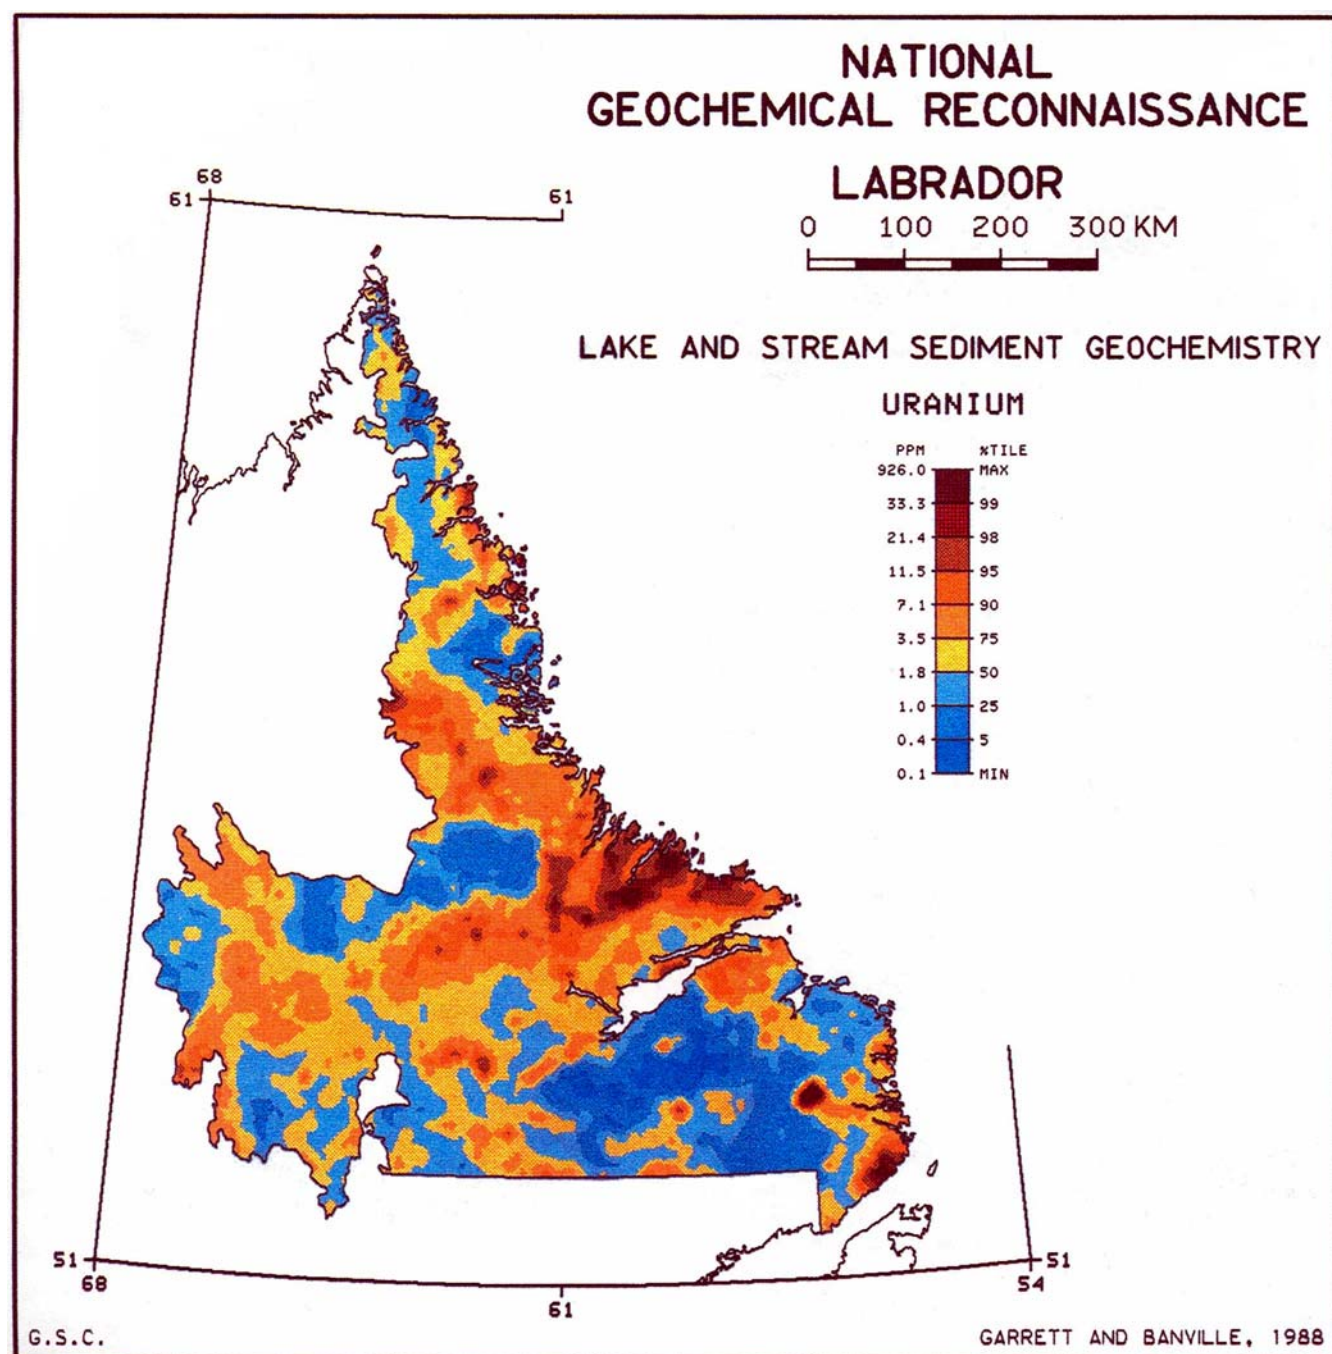 NATIONAL
GEOCHEMICAL RECONNAISSANCE
LABRADOR
0 100 200 300 KM
68
61
61
LAKE AND STREAM SEDIMENT GEOCHEMISTRY
URANIUM
PPM %TILE
926.0 MAX
33.3 99
21.4 98
11.5 95
7.1 90
3.5 75
1.8 50
1.0 25
0.4 5
0.1 MIN
51
68
61
51
54
G.S.C.
GARRETT AND BANVILLE, 1988